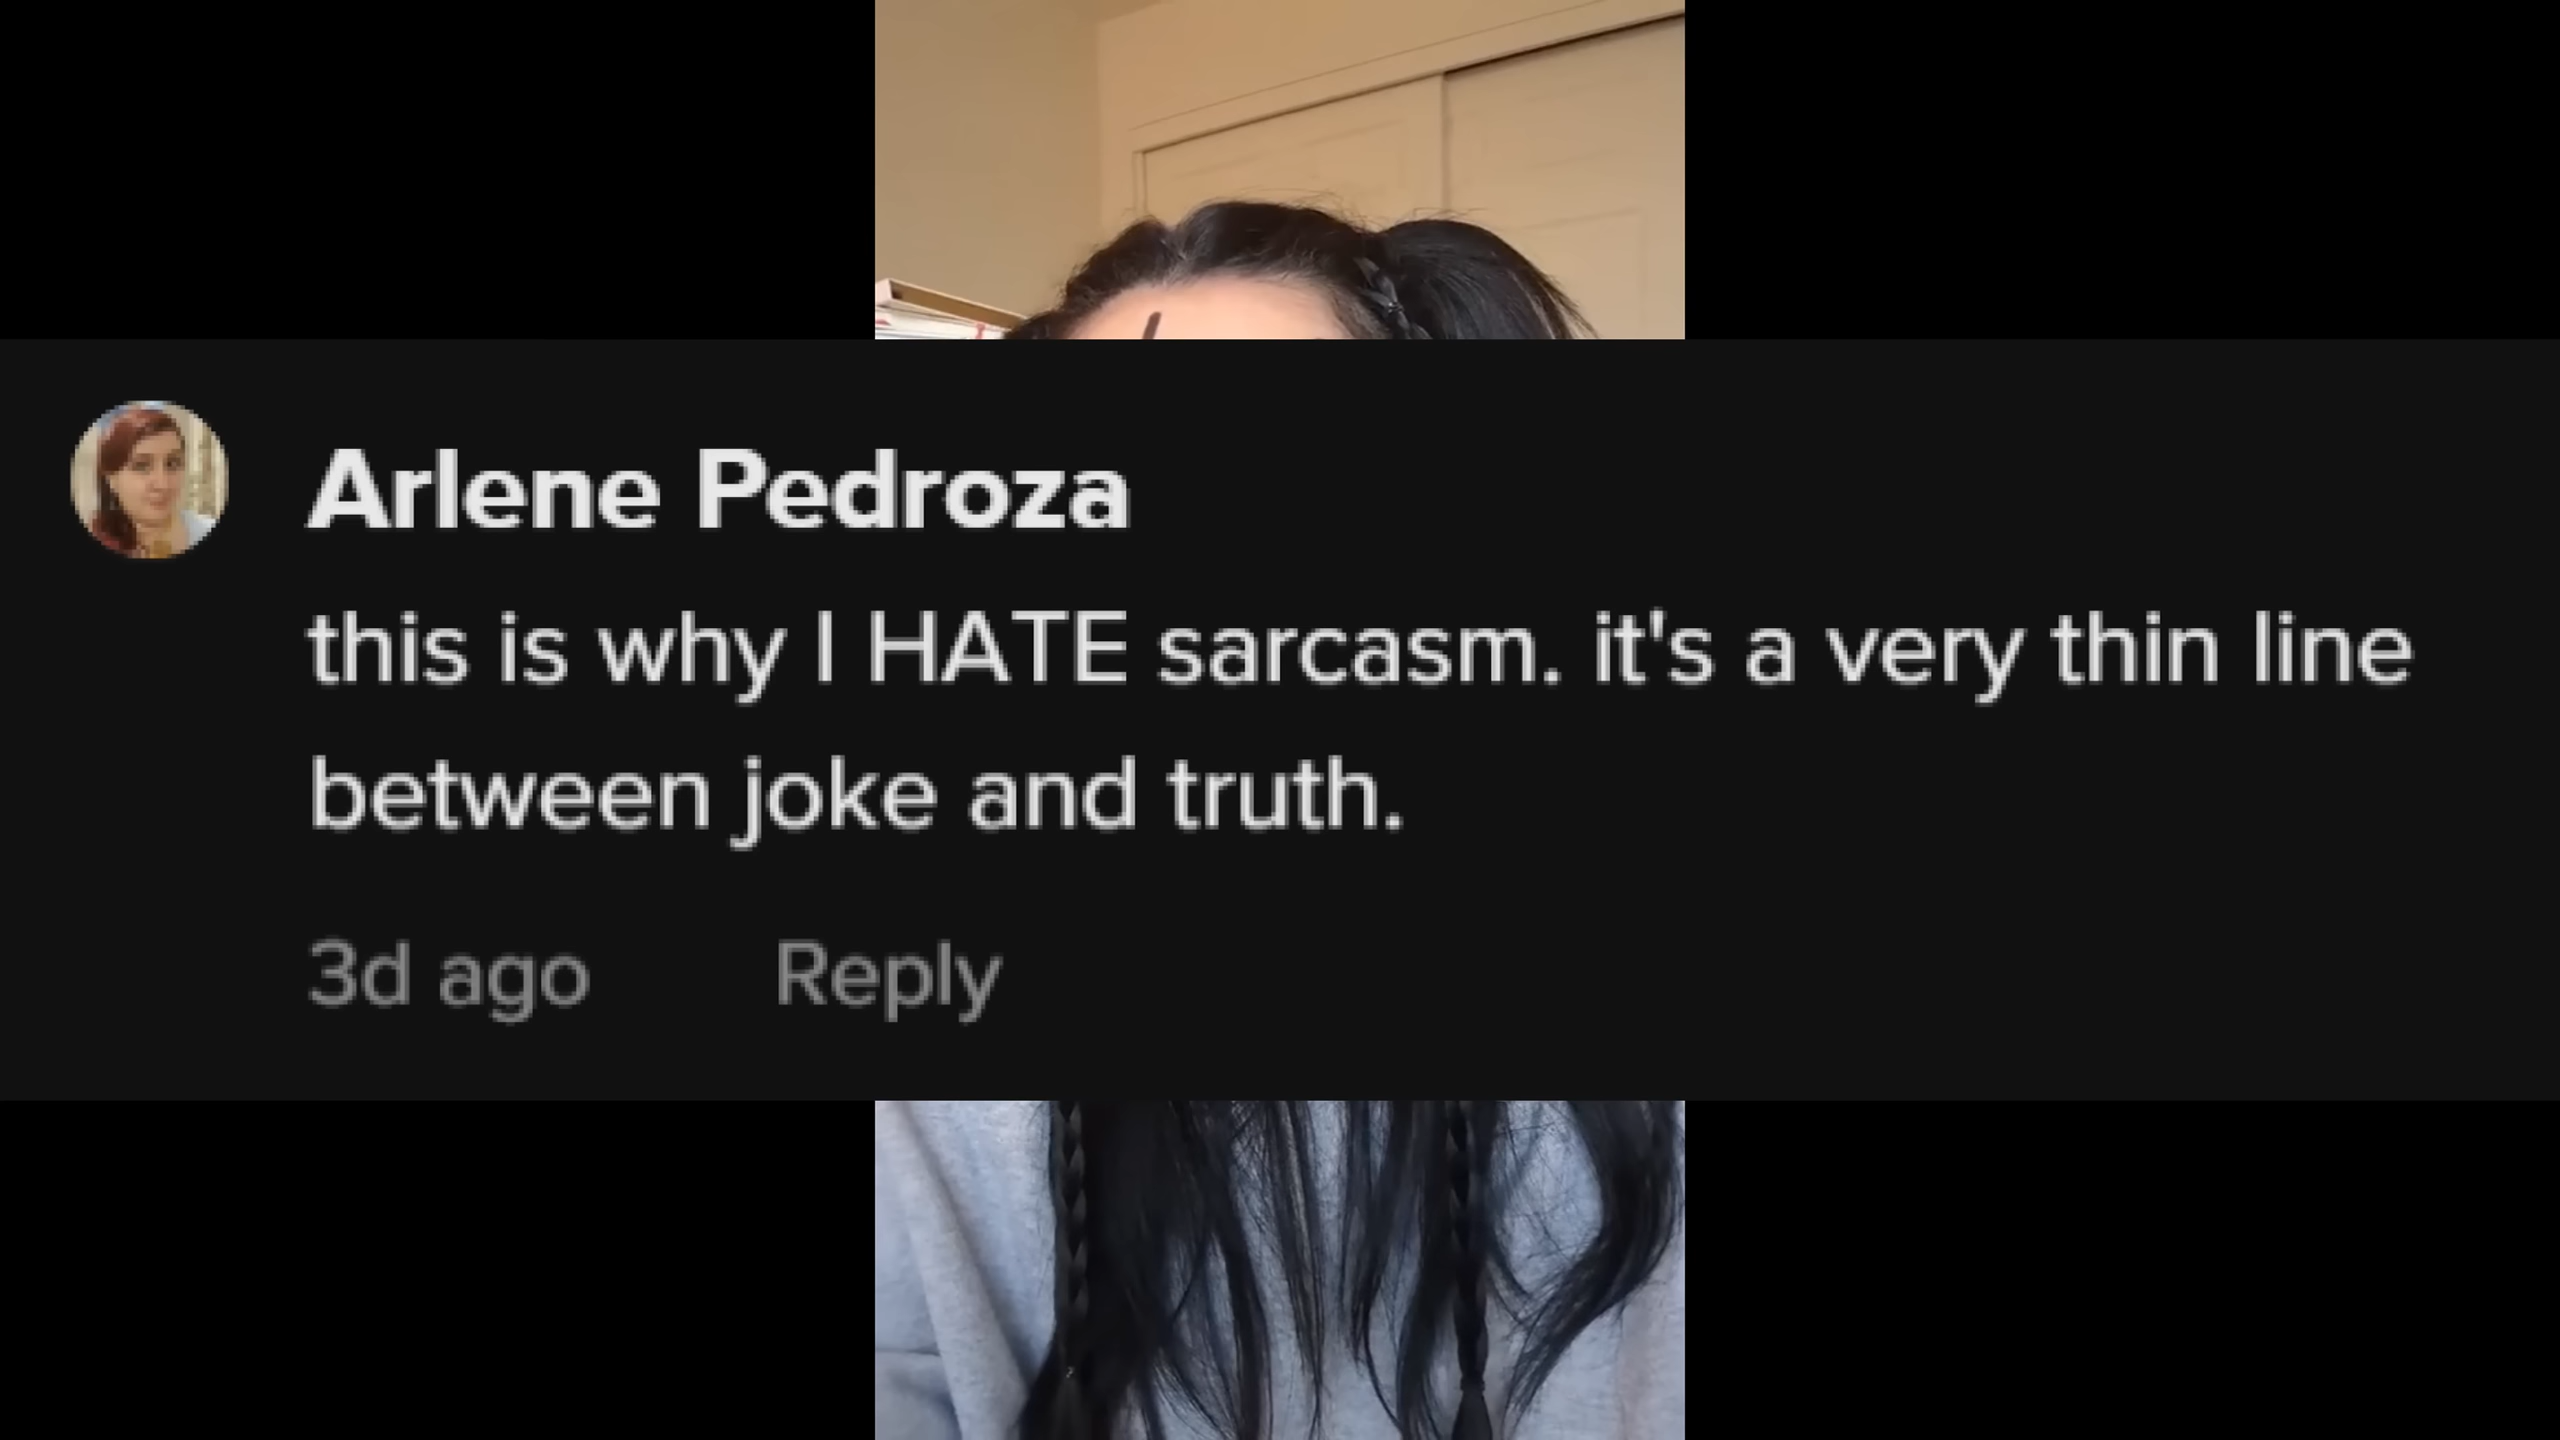 Arlene Pedroza
this is why I HATE sarcasm. it's a very thin line
between joke and truth.
3d ago Reply